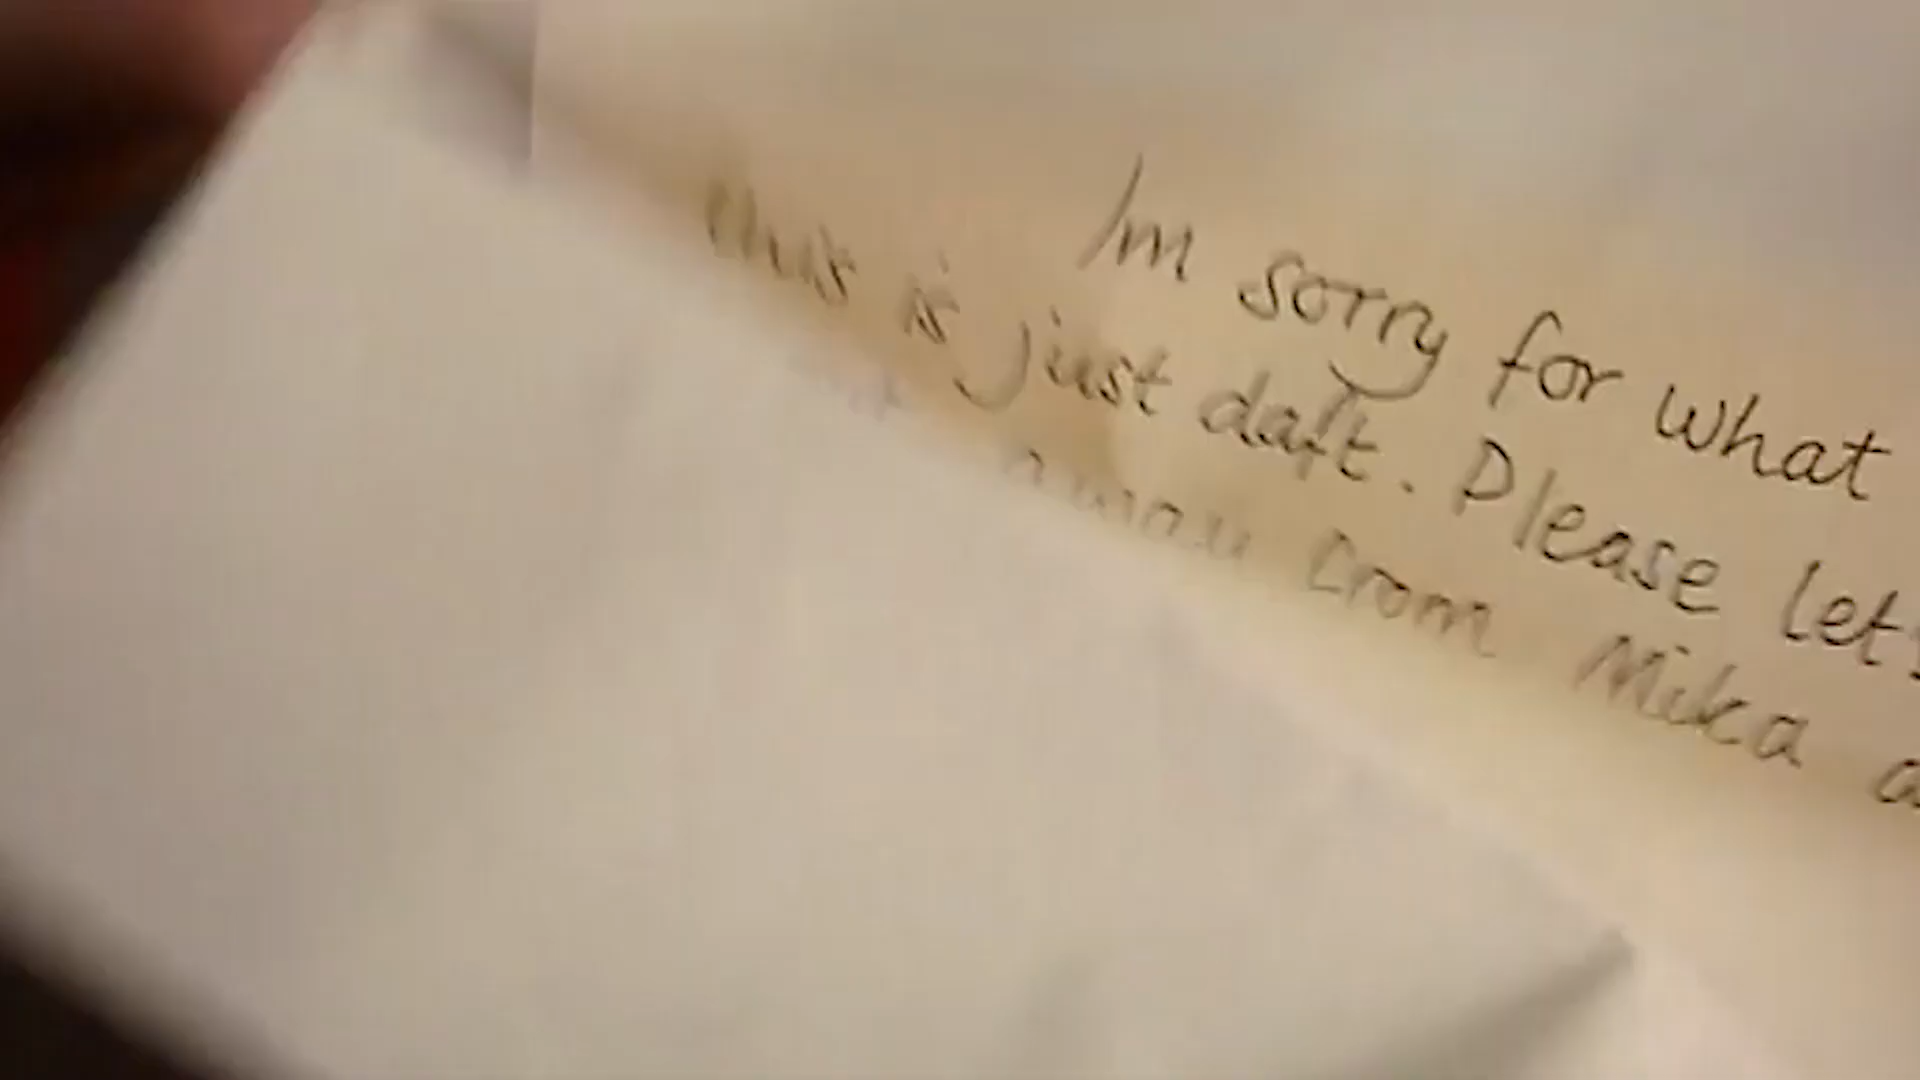 Im sorry for what
this is just daft. Please let's
away from Mika a